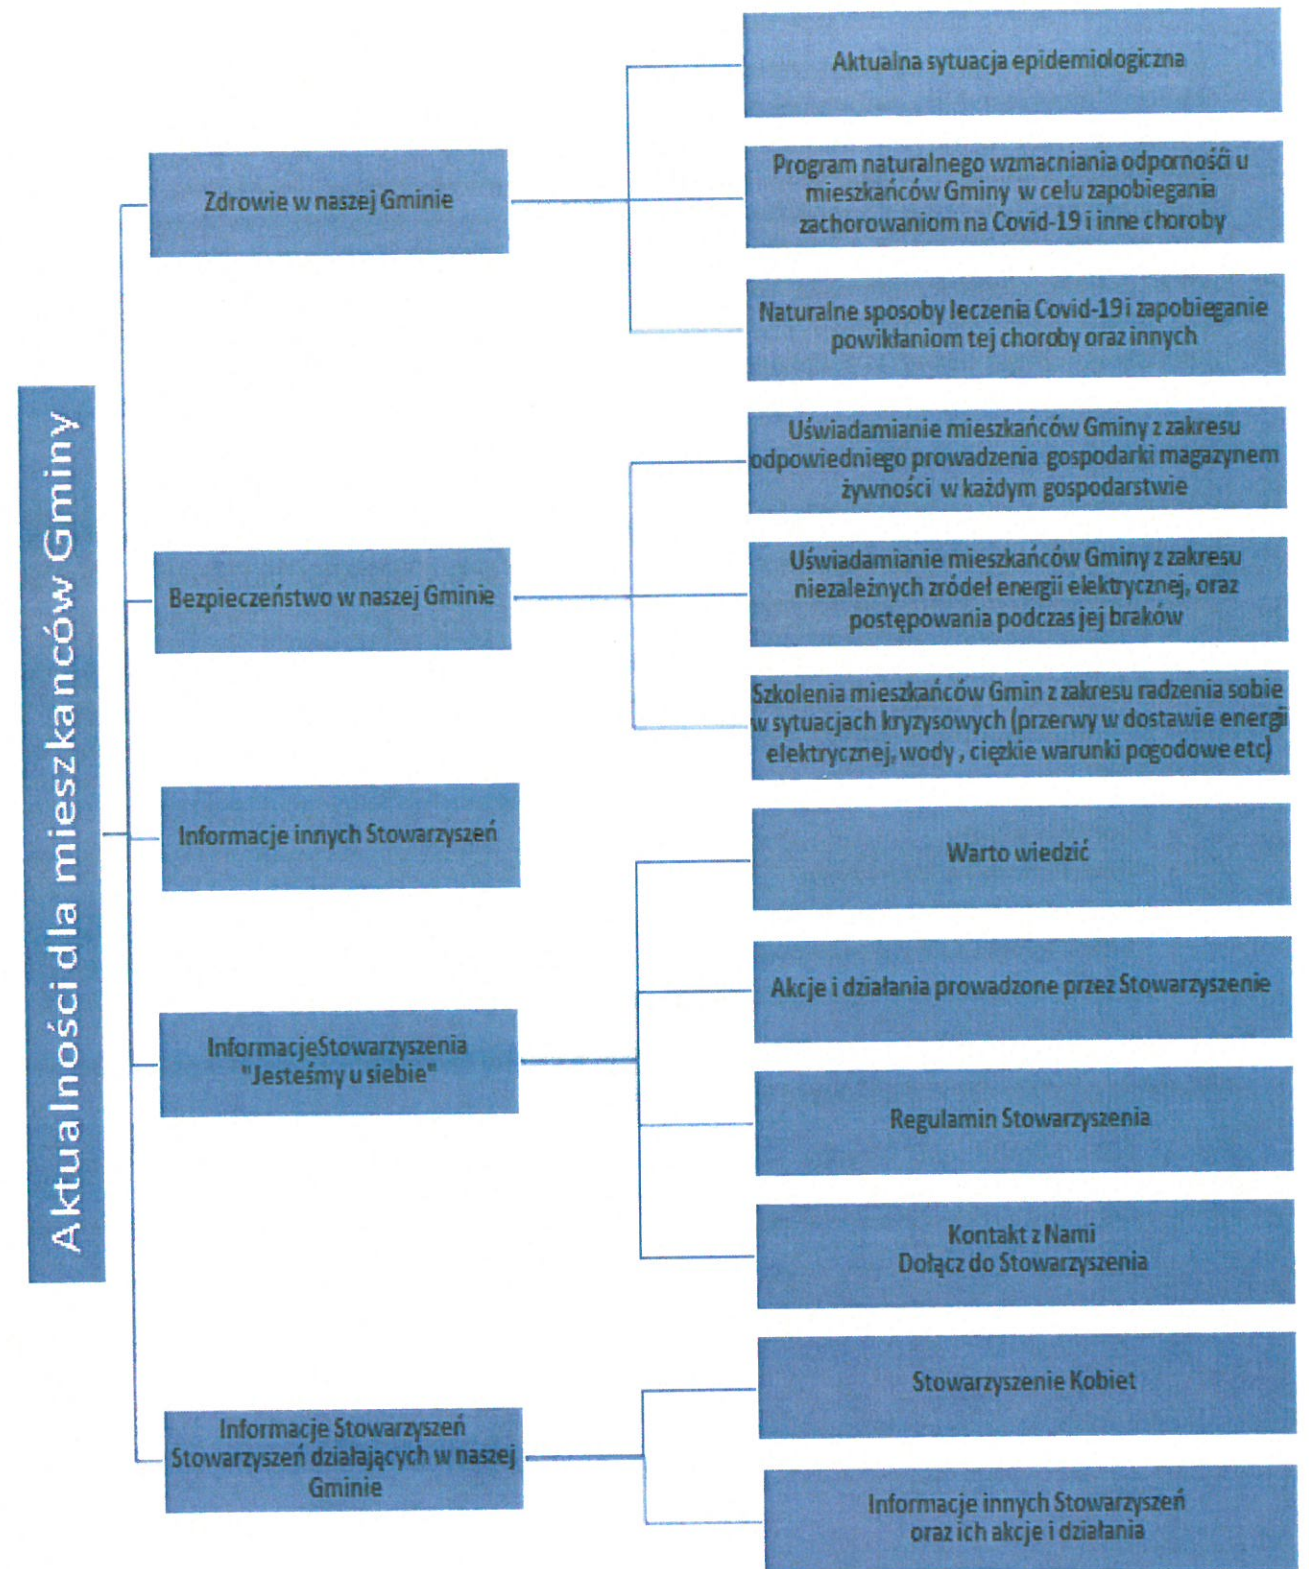 Aktualności dla mieszkanców Gminy
Zdrowie w naszej Gminie
Aktualna sytuacja epidemiologiczna
Program naturalnego wzmacniania odpornośći u
mieszkańców Gminy w celu zapobiegania
zachorowaniom na Covid-19 i inne choroby
Naturalne sposoby leczenia Covid-19 i zapobieganie
powikłaniom tej choroby oraz innych
Bezpieczeństwo w naszej Gminie
Uświadamianie mieszkańców Gminy z zakresu
odpowiedniego prowadzenia gospodarki magazynem
żywności w każdym gospodarstwie
Uświadamianie mieszkańców Gminy z zakresu
niezależnych zródeł energii elektrycznej, oraz
postępowania podczas jej braków
Szkolenia mieszkańców Gmin z zakresu radzenia sobie
w sytuacjach kryzysowych (przerwy w dostawie energii
elektrycznej, wody , ciężkie warunki pogodowe etc)
Informacje innych Stowarzyszeń
InformacjeStowarzyszenia
"Jesteśmy u siebie"
Warto wiedzić
Akcje i działania prowadzone przez Stowarzyszenie
Regulamin Stowarzyszenia
Kontakt z Nami
Dołącz do Stowarzyszenia
Informacje Stowarzyszeń
Stowarzyszeń działających w naszej
Gminie
Stowarzyszenie Kobiet
Informacje innych Stowarzyszeń
oraz ich akcje i działania